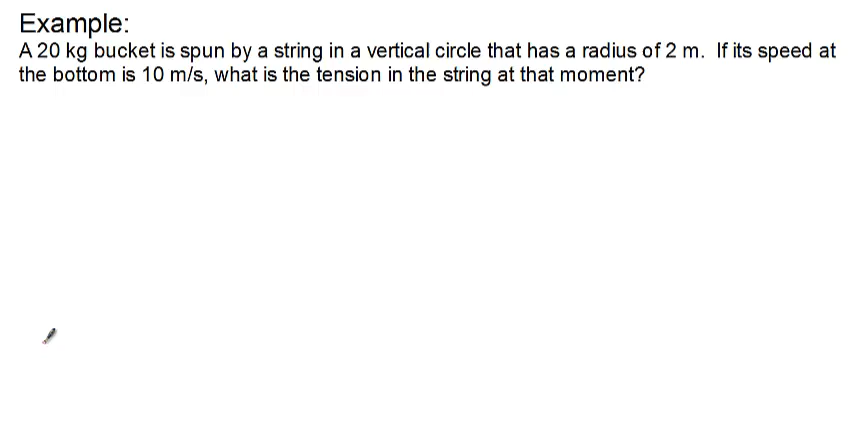 Example:
A 20 kg bucket is spun by a string in a vertical circle that has a radius of 2 m.  If its speed at
the bottom is 10 m/s, what is the tension in the string at that moment?